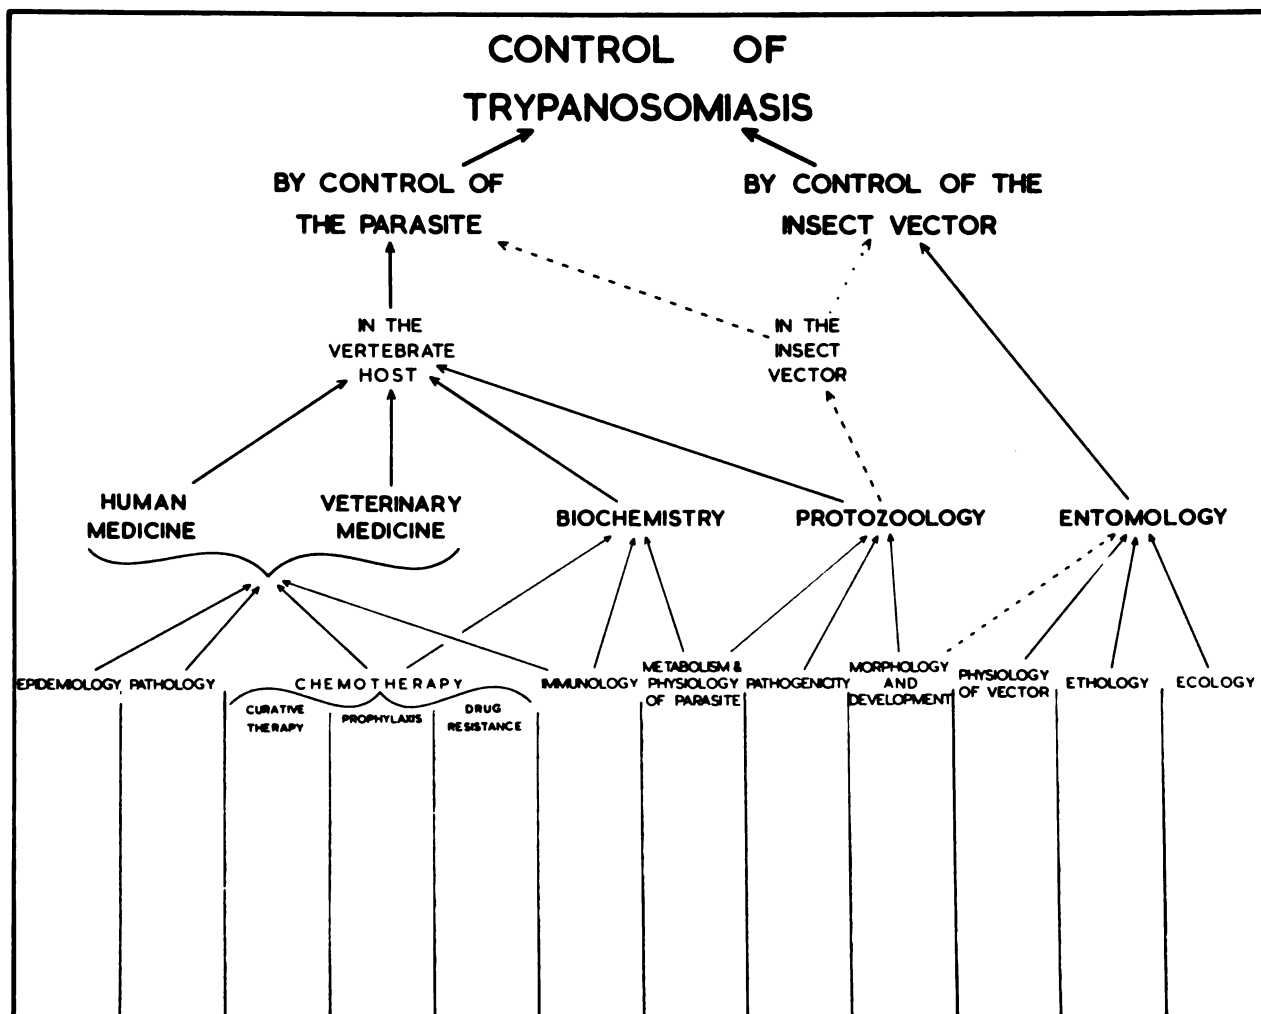 CONTROL OF
TRYPANOSOMIASIS
BY CONTROL OF
THE PARASITE
BY CONTROL OF THE
INSECT VECTOR
IN THE
VERTEBRATE
HOST
IN THE
INSECT
VECTOR
HUMAN
MEDICINE
VETERINARY
MEDICINE
BIOCHEMISTRY
PROTOZOOLOGY
ENTOMOLOGY
EPIDEMIOLOGY
PATHOLOGY
CHEMOTHERAPY
CURATIVE
THERAPY
PROPHYLAXIS
DRUG
RESISTANCE
IMMUNOLOGY
METABOLISM &
PHYSIOLOGY
OF PARASITE
PATHOGENICITY
MORPHOLOGY
AND
DEVELOPMENT
PHYSIOLOGY
OF VECTOR
ETHOLOGY
ECOLOGY